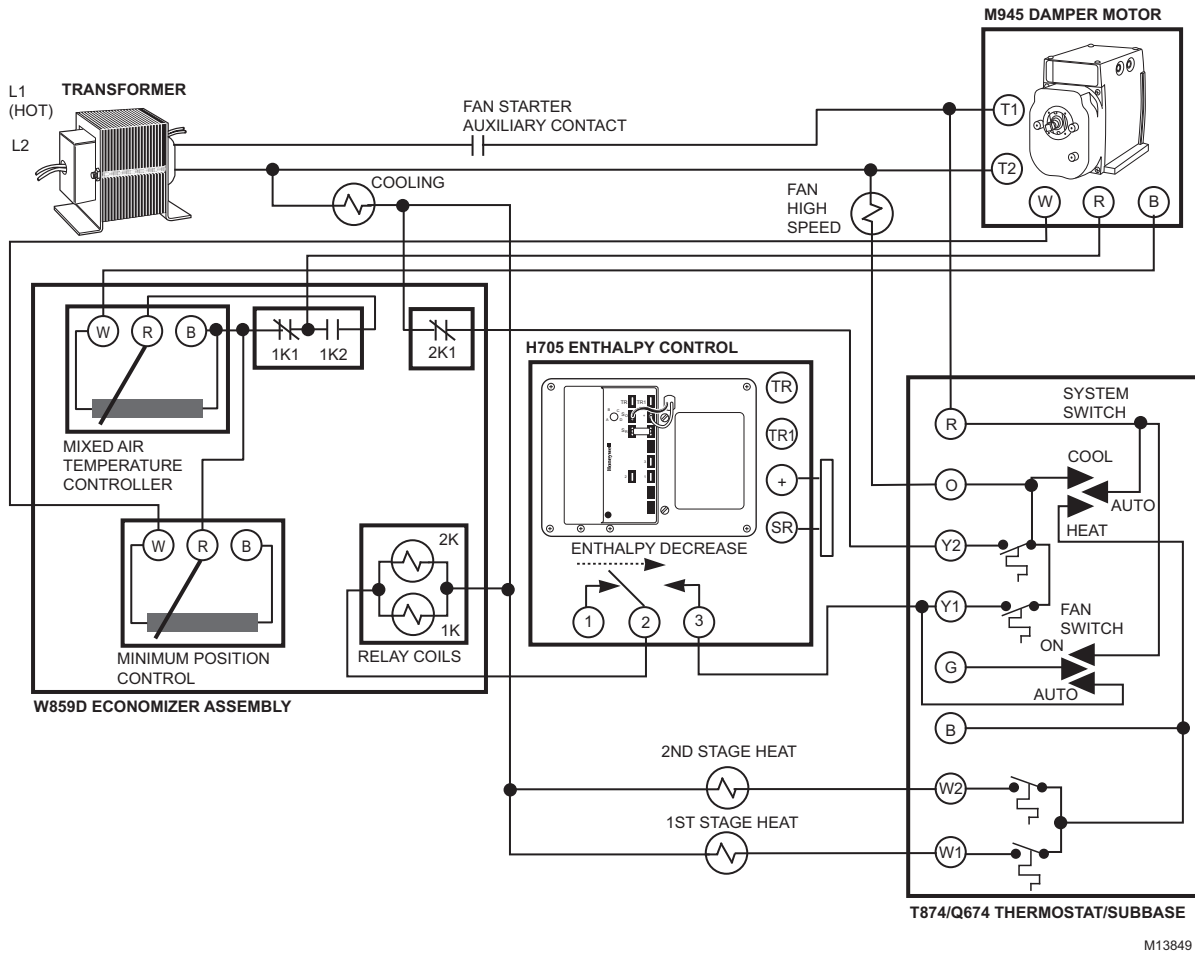 M945 DAMPER MOTOR
L1
(HOT)
TRANSFORMER
L2
FAN STARTER
AUXILIARY CONTACT
T1
T2
COOLING
FAN
HIGH
SPEED
W
R
B
W
R
B
1K1
1K2
2K1
MIXED AIR
TEMPERATURE
CONTROLLER
W
R
B
MINIMUM POSITION
CONTROL
2K
1K
RELAY COILS
W859D ECONOMIZER ASSEMBLY
H705 ENTHALPY CONTROL
TR
TR1
Honeywell
TR
TR1
+
SR
ENTHALPY DECREASE
1
2
3
SYSTEM
SWITCH
R
COOL
O
AUTO
HEAT
Y2
Y1
FAN
SWITCH
ON
G
AUTO
B
2ND STAGE HEAT
W2
1ST STAGE HEAT
W1
T874/Q674 THERMOSTAT/SUBBASE
M13849